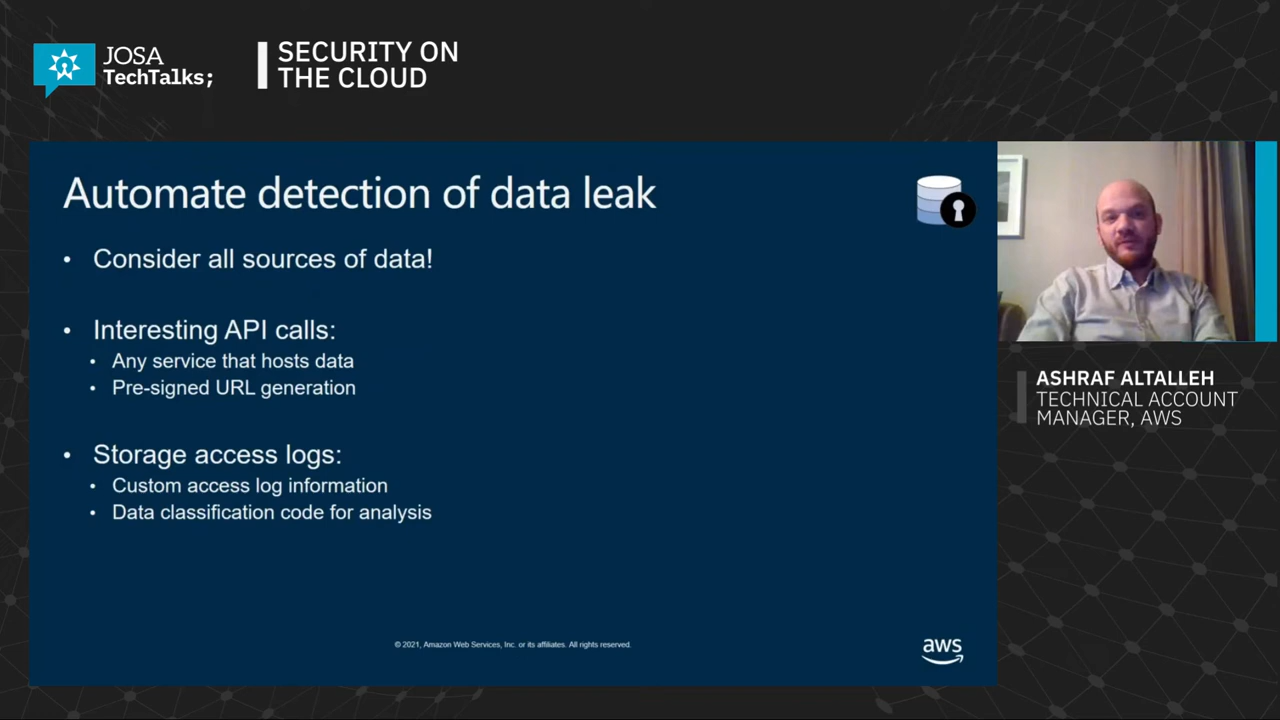 JOSA
TechTalks;
SECURITY ON
THE CLOUD
Automate detection of data leak
• Consider all sources of data!
• Interesting API calls:
• Any service that hosts data
• Pre-signed URL generation
• Storage access logs:
• Custom access log information
• Data classification code for analysis
© 2021, Amazon Web Services, Inc. or its affiliates. All rights reserved.
aws
ASHRAF ALTALLEH
TECHNICAL ACCOUNT
MANAGER, AWS